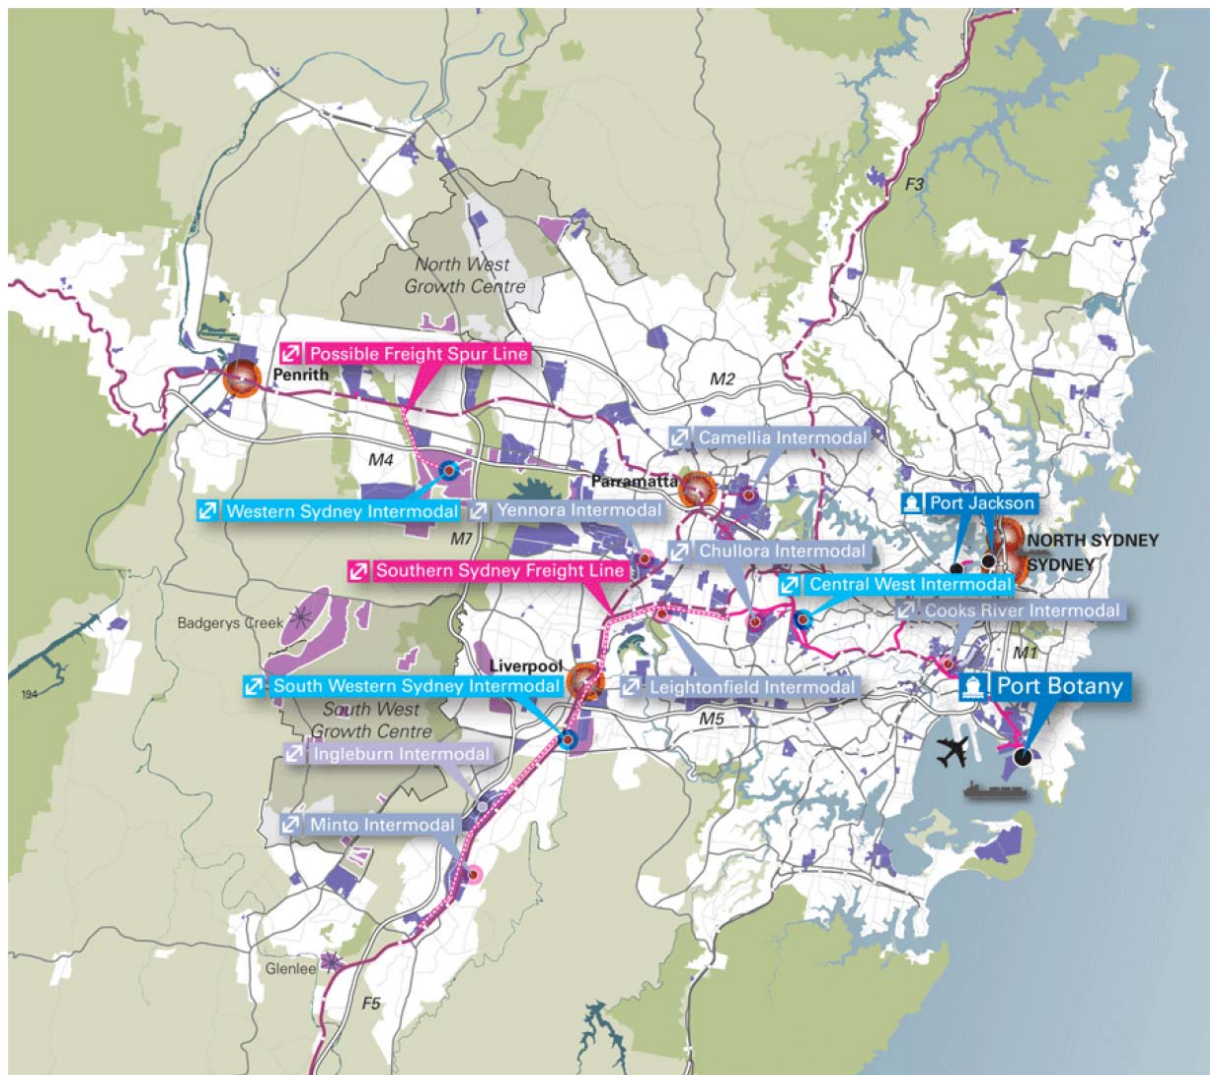 F3
North West
Growth Centre
Possible Freight Spur Line
Penrith
M2
Camellia Intermodal
M4
Parramatta
Western Sydney Intermodal
Yennora Intermodal
Port Jackson
M7
NORTH SYDNEY
Chullora Intermodal
SYDNEY
Southern Sydney Freight Line
Central West Intermodal
Cooks River Intermodal
Badgerys Creek
M1
Liverpool
South Western Sydney Intermodal
Leightonfield Intermodal
Port Botany
194
South West
Growth Centre
M5
Ingleburn Intermodal
Minto Intermodal
Glenlee
F5